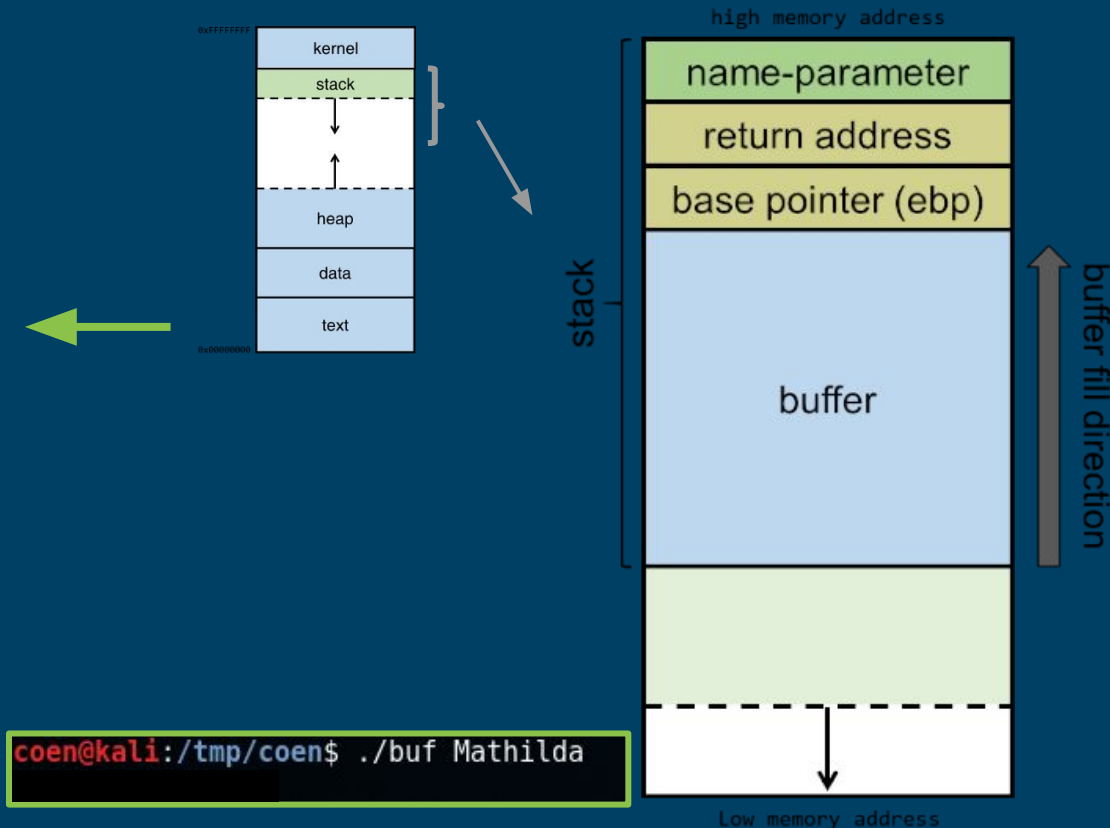 0xFFFFFFFF
kernel
stack
heap
data
text
0x00000000
high memory address
name-parameter
return address
base pointer (ebp)
buffer
stack
buffer fill direction
Low memory address
coen@kali:/tmp/coen$ ./buf Mathilda